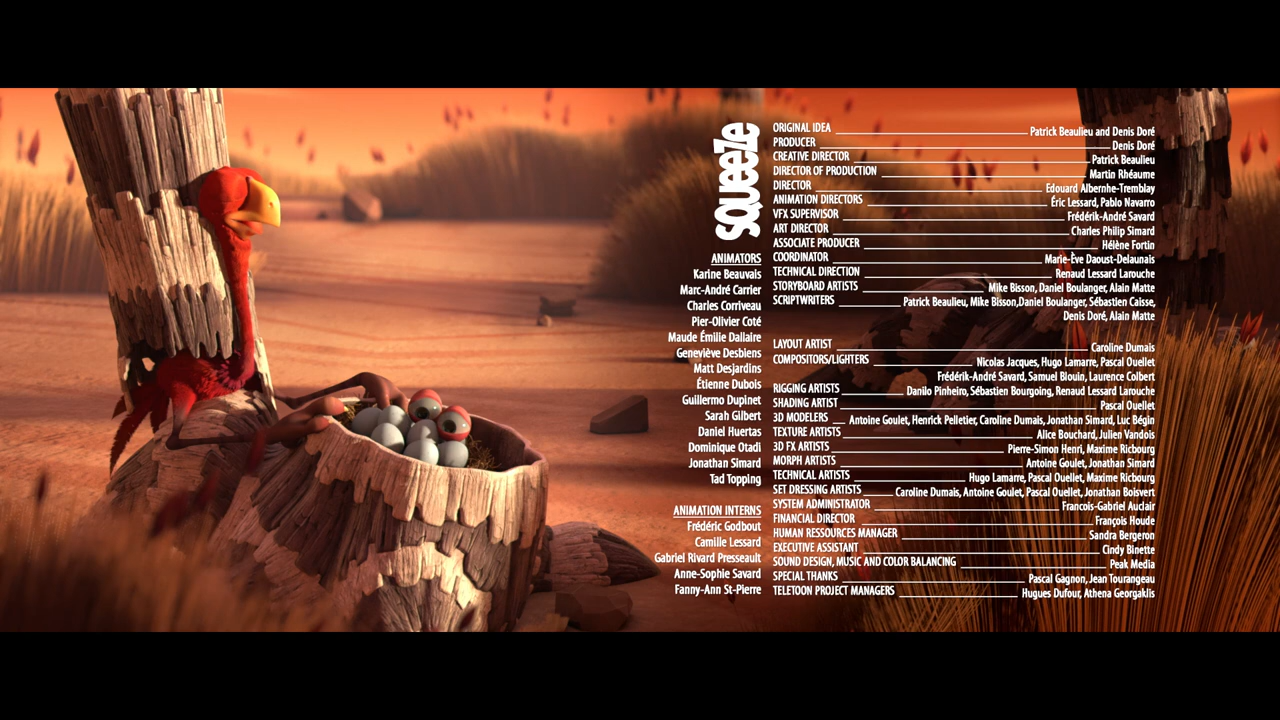 squeeze
ANIMATORS
Karine Beauvais
Marc-André Carrier
Charles Corriveau
Pier-Olivier Coté
Maude Émilie Dallaire
Geneviève Desbiens
Matt Desjardins
Étienne Dubois
Guillermo Dupinet
Sarah Gilbert
Daniel Huertas
Dominique Otadi
Jonathan Simard
Tad Topping
ANIMATION INTERNS
Frédéric Godbout
Camille Lessard
Gabriel Rivard Presseault
Anne-Sophie Savard
Fanny-Ann St-Pierre
ORIGINAL IDEA Patrick Beaulieu and Denis Doré
PRODUCER Denis Doré
CREATIVE DIRECTOR Patrick Beaulieu
DIRECTOR OF PRODUCTION Martin Rhéaume
DIRECTOR Edouard Albernhe-Tremblay
ANIMATION DIRECTORS Éric Lessard, Pablo Navarro
VFX SUPERVISOR Frédérik-André Savard
ART DIRECTOR Charles Philip Simard
ASSOCIATE PRODUCER Hélène Fortin
COORDINATOR Marie-Ève Daoust-Delaunais
TECHNICAL DIRECTION Renaud Lessard Larouche
STORYBOARD ARTISTS Mike Bisson, Daniel Boulanger, Alain Matte
SCRIPTWRITERS Patrick Beaulieu, Mike Bisson,Daniel Boulanger, Sébastien Caisse,
Denis Doré, Alain Matte
LAYOUT ARTIST Caroline Dumais
COMPOSITORS/LIGHTERS Nicolas Jacques, Hugo Lamarre, Pascal Ouellet
Frédérik-André Savard, Samuel Blouin, Laurence Colbert
RIGGING ARTISTS Danilo Pinheiro, Sébastien Bourgoing, Renaud Lessard Larouche
SHADING ARTIST Pascal Ouellet
3D MODELERS Antoine Goulet, Henrick Pelletier, Caroline Dumais, Jonathan Simard, Luc Bégin
TEXTURE ARTISTS Alice Bouchard, Julien Vandois
3D FX ARTISTS Pierre-Simon Henri, Maxime Ricbourg
MORPH ARTISTS Antoine Goulet, Jonathan Simard
TECHNICAL ARTISTS Hugo Lamarre, Pascal Ouellet, Maxime Ricbourg
SET DRESSING ARTISTS Caroline Dumais, Antoine Goulet, Pascal Ouellet, Jonathan Boisvert
SYSTEM ADMINISTRATOR Francois-Gabriel Auclair
FINANCIAL DIRECTOR François Houde
HUMAN RESSOURCES MANAGER Sandra Bergeron
EXECUTIVE ASSISTANT Cindy Binette
SOUND DESIGN, MUSIC AND COLOR BALANCING Peak Media
SPECIAL THANKS Pascal Gagnon, Jean Tourangeau
TELETOON PROJECT MANAGERS Hugues Dufour, Athena Georgaklis